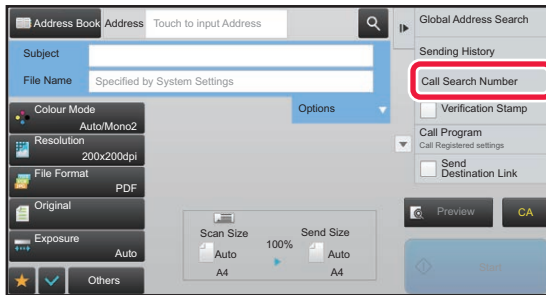 Address Book Address Touch to input Address
Subject
File Name Specified by System Settings
Options
Colour Mode
Auto/Mono2
Resolution
200x200dpi
File Format
PDF
Original
Exposure
Auto
Others
Scan Size
Auto
A4
100%
Send Size
Auto
A4
Global Address Search
Sending History
Call Search Number
Verification Stamp
Call Program
Call Registered settings
Send
Destination Link
Preview
CA
Start